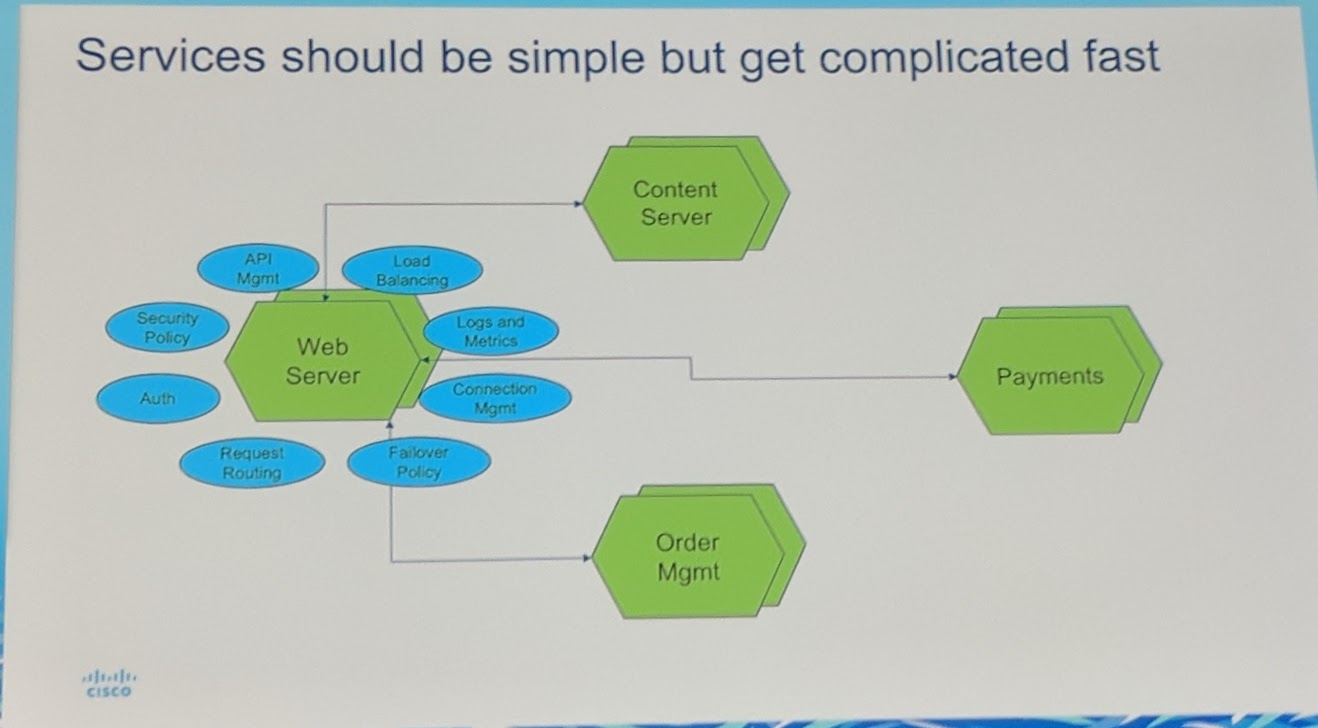 Services should be simple but get complicated fast
Content
Server
API
Mgmt
Load
Balancing
Security
Policy
Logs and
Metrics
Web
Server
Payments
Auth
Connection
Mgmt
Request
Routing
Failover
Policy
Order
Mgmt
CISCO